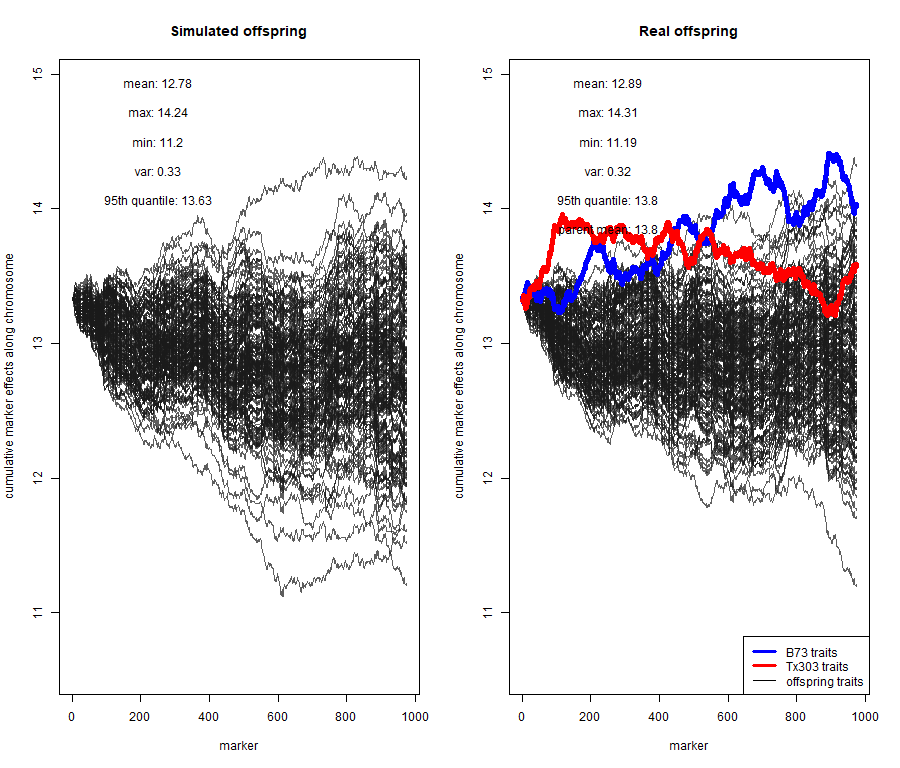 Simulated offspring
mean: 12.78
max: 14.24
min: 11.2
var: 0.33
95th quantile: 13.63
cumulative marker effects along chromosome
15
14
13
12
11
0 200 400 600 800 1000
marker
Real offspring
mean: 12.89
max: 14.31
min: 11.19
var: 0.32
95th quantile: 13.8
parent mean: 13.8
cumulative marker effects along chromosome
15
14
13
12
11
B73 traits
Tx303 traits
offspring traits
0 200 400 600 800 1000
marker